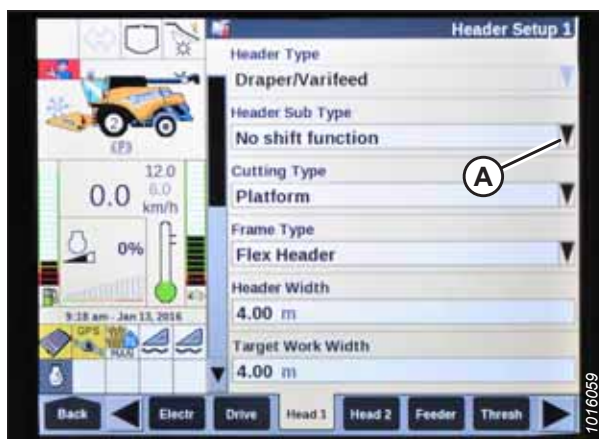 Header Setup 1
Header Type
Draper/Varifeed
Header Sub Type
No shift function
A
Cutting Type
Platform
Frame Type
Flex Header
Header Width
4.00 m
Target Work Width
4.00 m
2
(P)
12.0
0.0 6.0
km/h
0%
9:18 am - Jan 13, 2016
GPS
MAN
Back Electr Drive Head 1 Head 2 Feeder Thresh
1016059